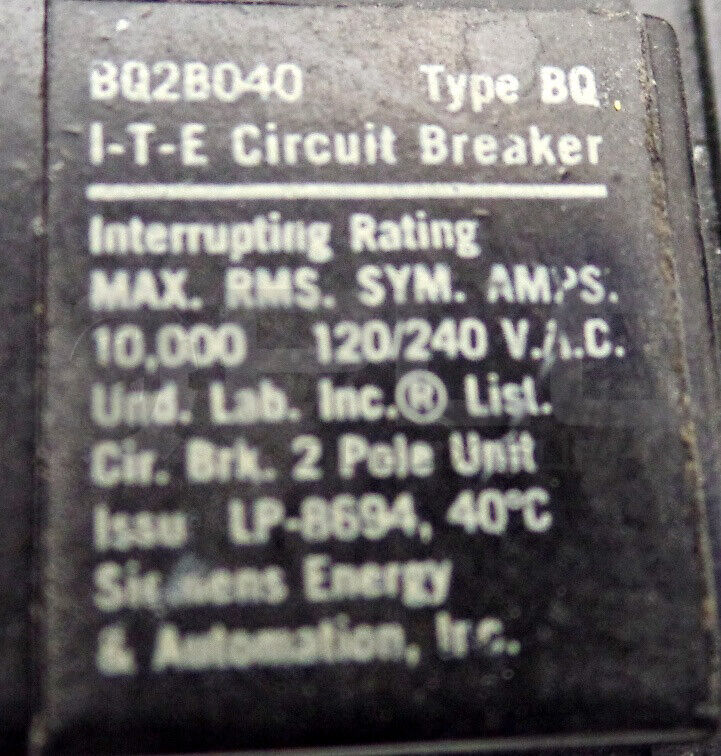 BQ2B040 Type BQ
I-T-E Circuit Breaker
Interrupting Rating
MAX. RMS. SYM. AMPS.
10,000 120/240 V.A.C.
Und. Lab. Inc.® List.
Cir. Brk. 2 Pole Unit
Issu LP-8694, 40°C
Siemens Energy
& Automation, Inc.